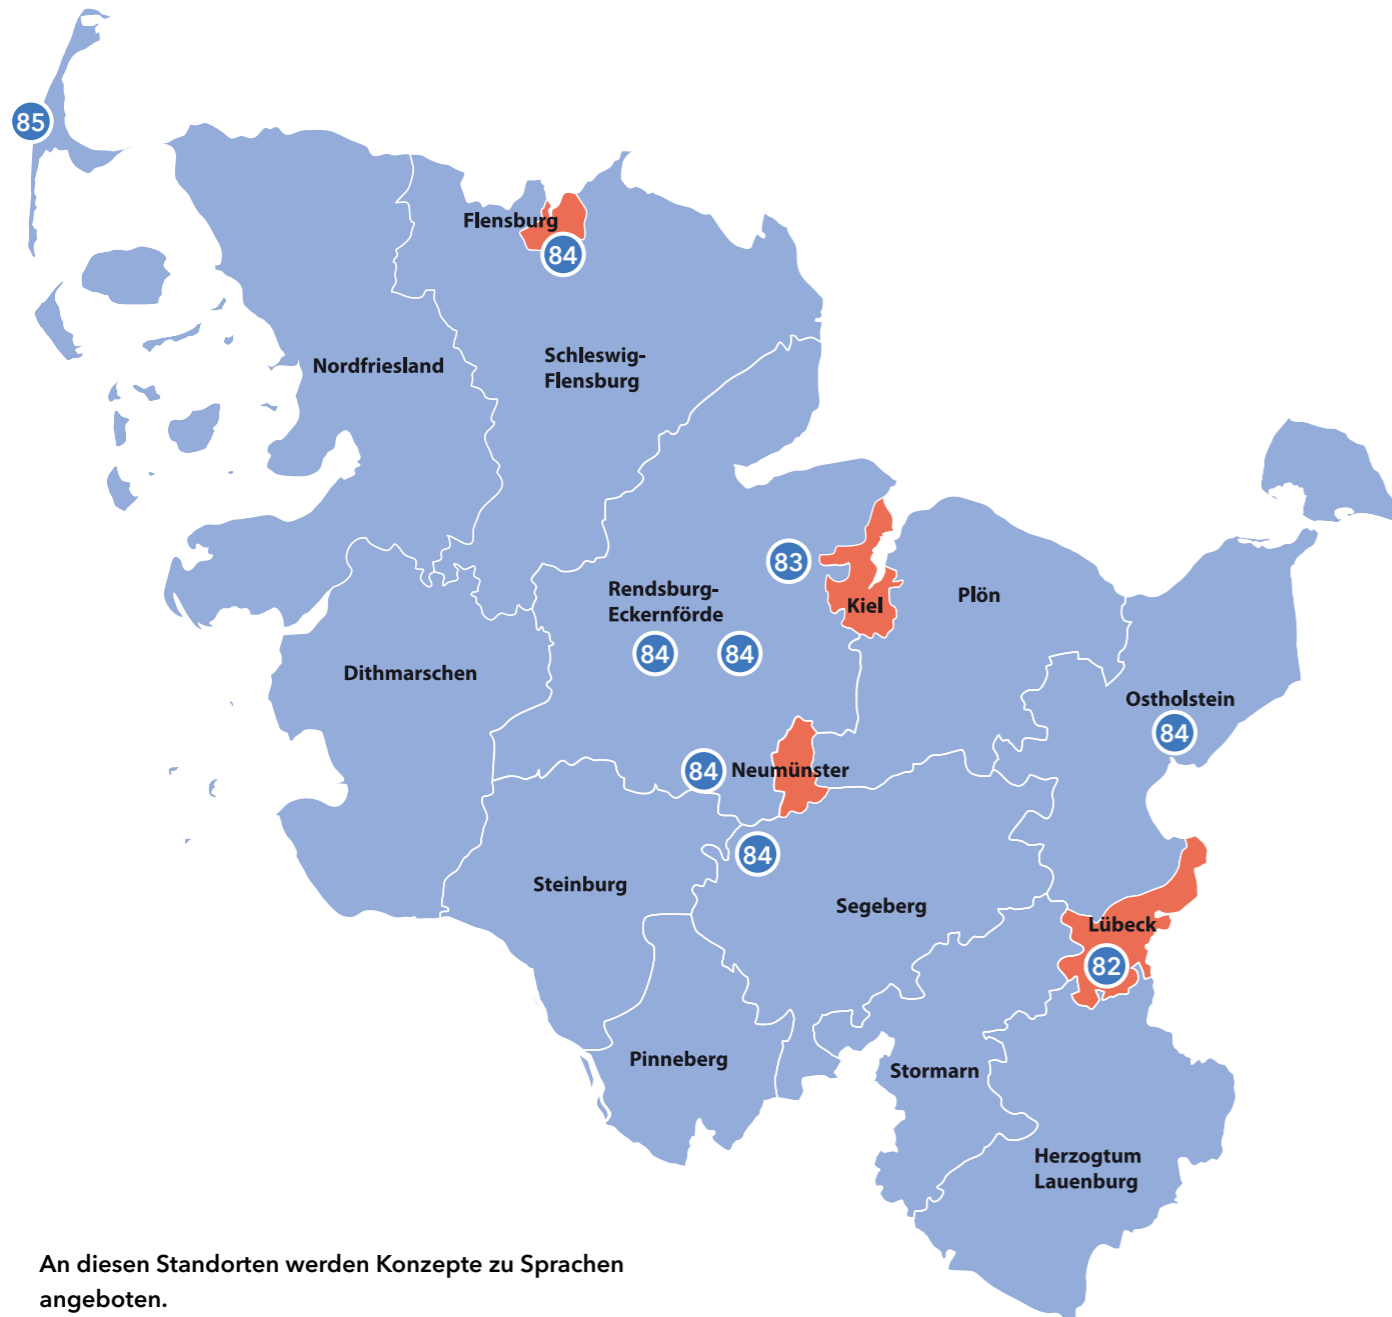 85
Flensburg
84
Nordfriesland
Schleswig-
Flensburg
83
Rendsburg-
Eckernförde
Kiel
Plön
84
84
Dithmarschen
Ostholstein
84
84
Neumünster
84
Steinburg
Segeberg
Lübeck
82
Pinneberg
Stormarn
Herzogtum
Lauenburg
An diesen Standorten werden Konzepte zu Sprachen
angeboten.